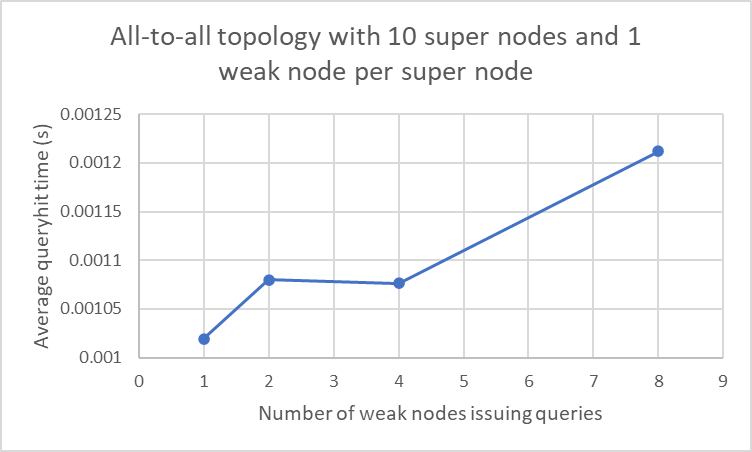 All-to-all topology with 10 super nodes and 1
weak node per super node
0.00125
0.0012
0.00115
0.0011
0.00105
0.001
Average queryhit time (s)
0 1 2 3 4 5 6 7 8 9
Number of weak nodes issuing queries